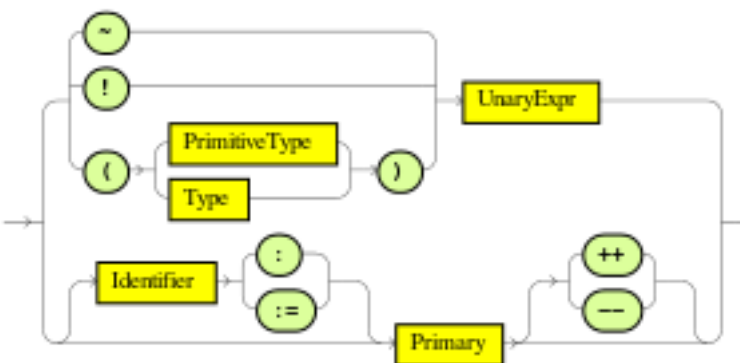 ~
!
UnaryExpr
( PrimitiveType )
Type
: ++
Identifier
:= --
Primary